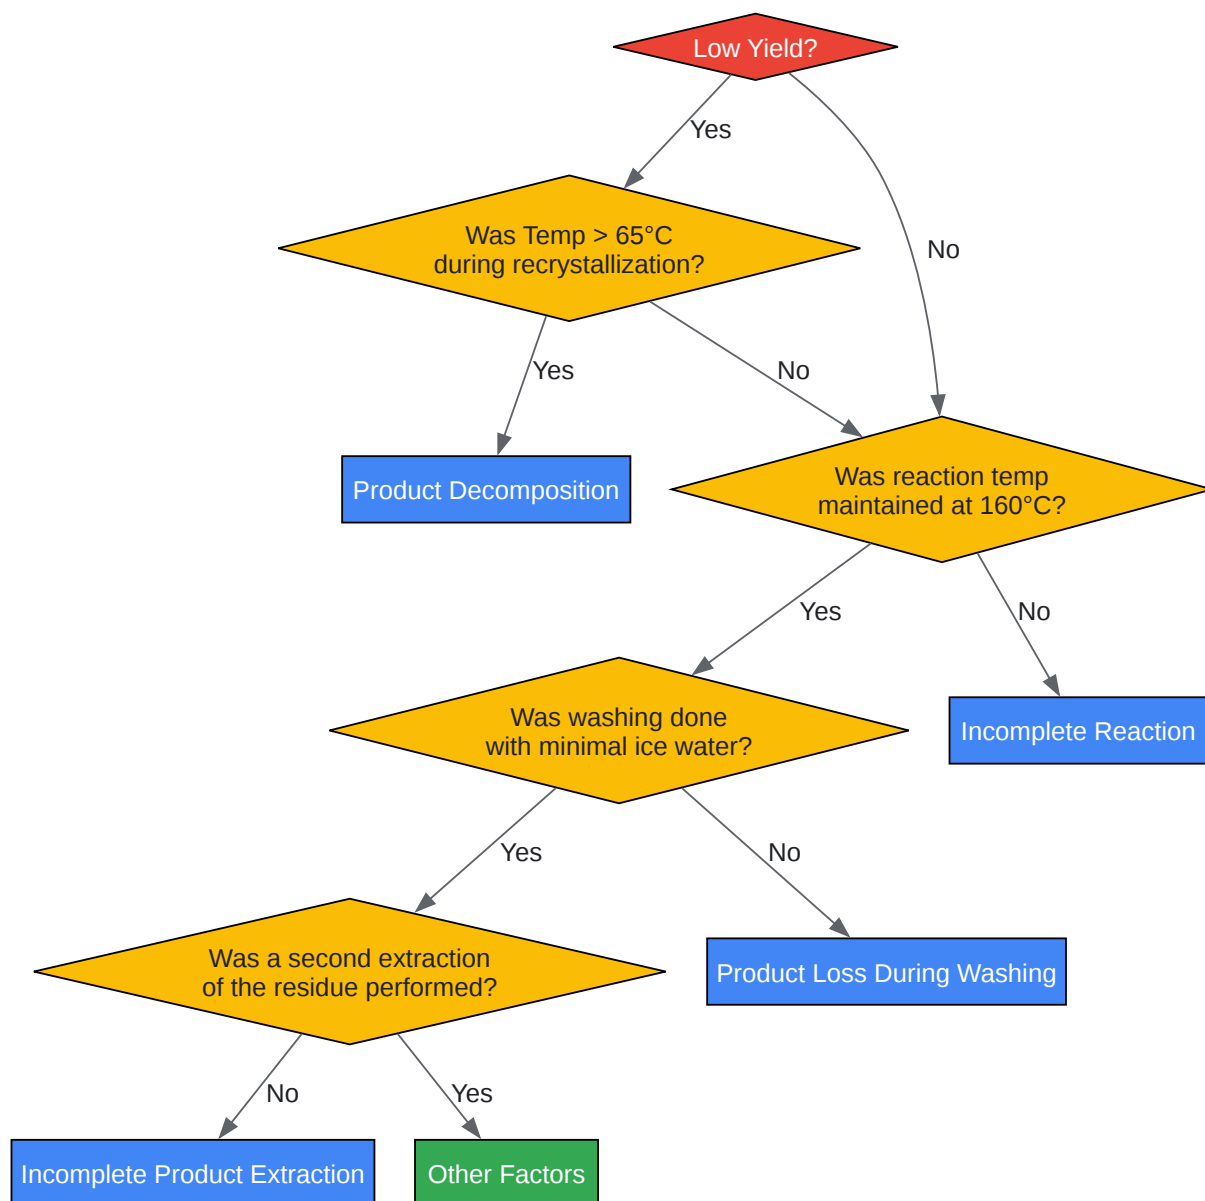 Low Yield?
Yes
No
Was Temp > 65°C
during recrystallization?
Yes
No
Product Decomposition
Was reaction temp
maintained at 160°C?
Yes
No
Was washing done
with minimal ice water?
Incomplete Reaction
Yes
No
Was a second extraction
of the residue performed?
Product Loss During Washing
No
Yes
Incomplete Product Extraction
Other Factors